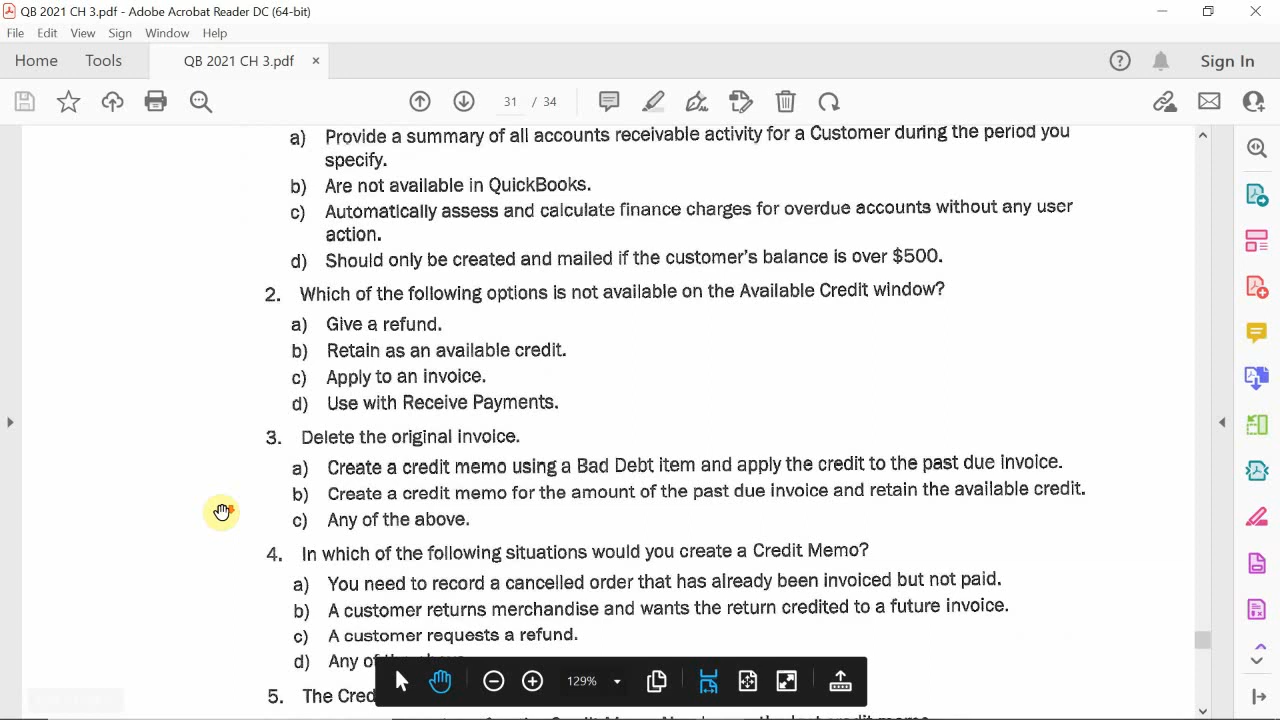 QB 2021 CH 3.pdf - Adobe Acrobat Reader DC (64-bit)
File Edit View Sign Window Help
Home Tools QB 2021 CH 3.pdf × Sign In
31 / 34
a) Provide a summary of all accounts receivable activity for a Customer during the period you
specify.
b) Are not available in QuickBooks.
c) Automatically assess and calculate finance charges for overdue accounts without any user
action.
d) Should only be created and mailed if the customer's balance is over $500.
2. Which of the following options is not available on the Available Credit window?
a) Give a refund.
b) Retain as an available credit.
c) Apply to an invoice.
d) Use with Receive Payments.
3. Delete the original invoice.
a) Create a credit memo using a Bad Debt item and apply the credit to the past due invoice.
b) Create a credit memo for the amount of the past due invoice and retain the available credit.
c) Any of the above.
4. In which of the following situations would you create a Credit Memo?
a) You need to record a cancelled order that has already been invoiced but not paid.
b) A customer returns merchandise and wants the return credited to a future invoice.
c) A customer requests a refund.
d) Any of
129%
5. The Cred